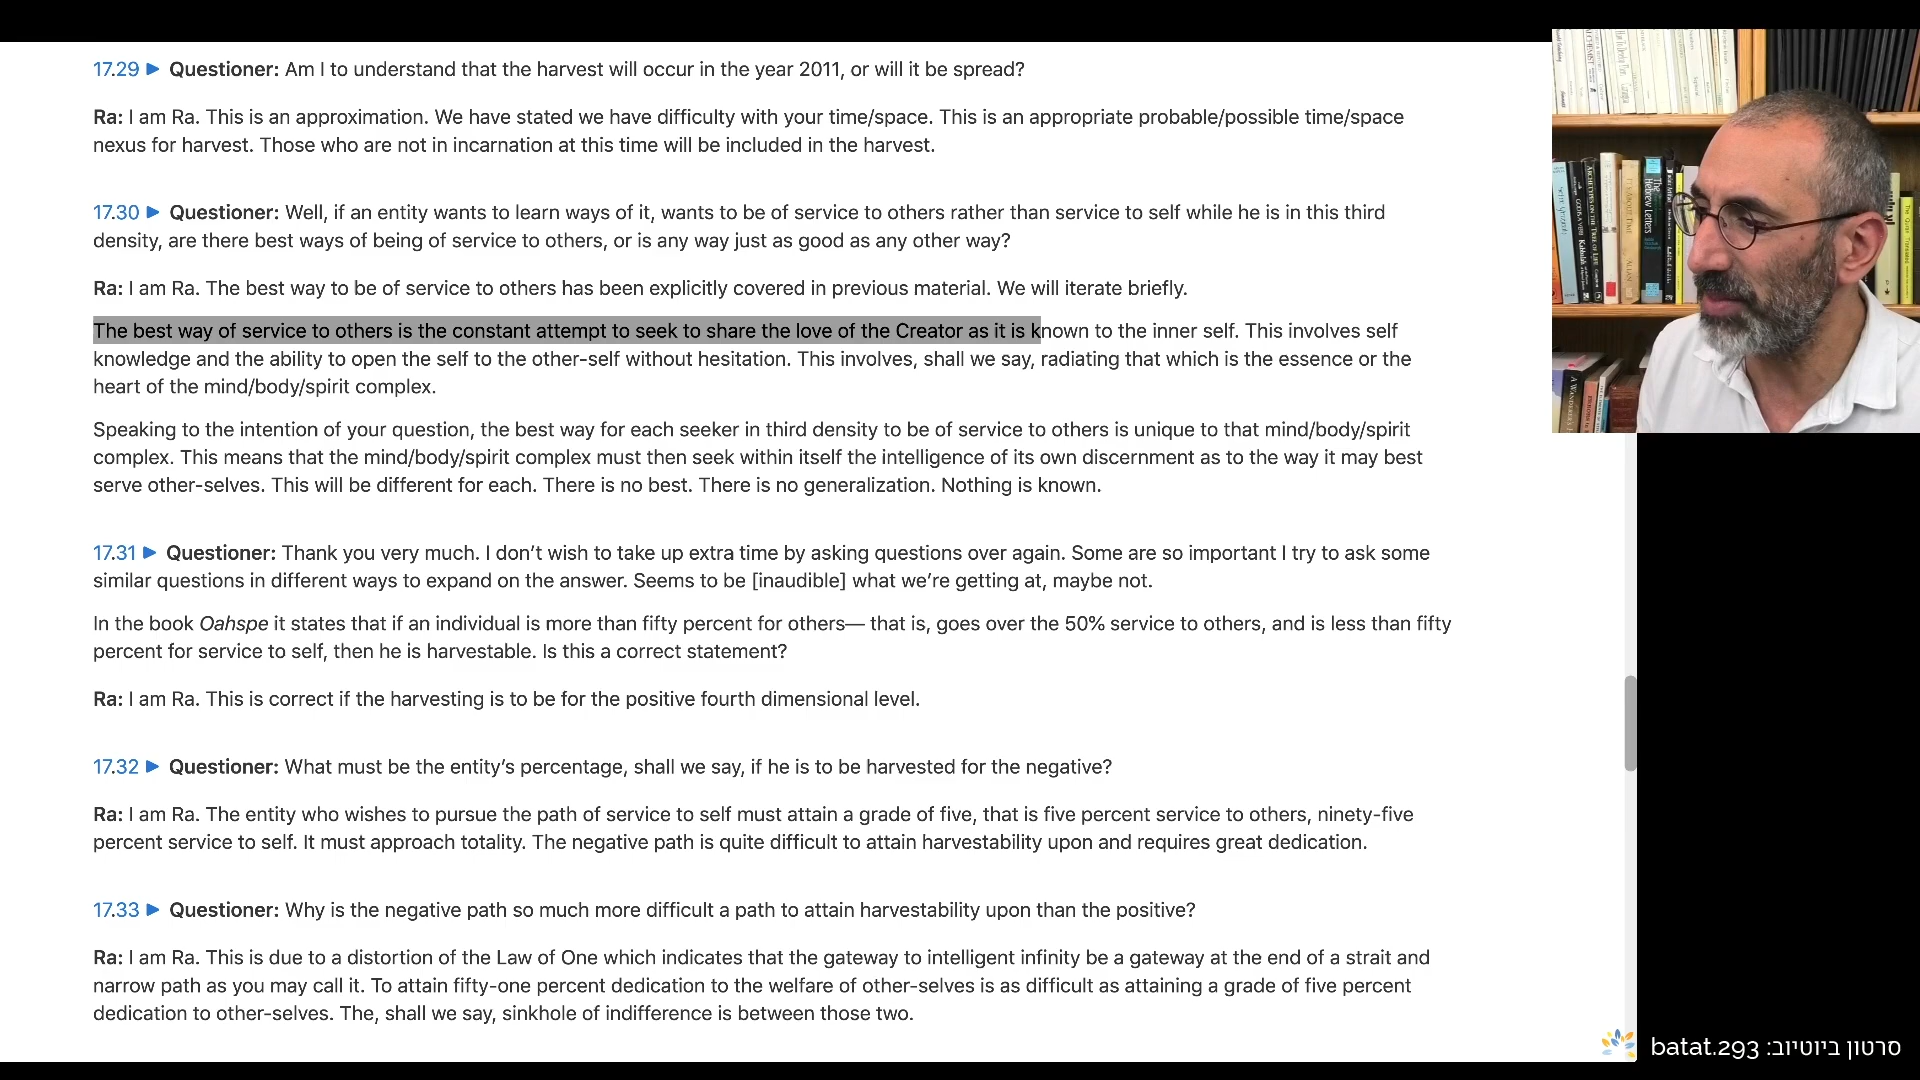 17.29 ▶ Questioner: Am I to understand that the harvest will occur in the year 2011, or will it be spread?
Ra: I am Ra. This is an approximation. We have stated we have difficulty with your time/space. This is an appropriate probable/possible time/space
nexus for harvest. Those who are not in incarnation at this time will be included in the harvest.
17.30 ▶ Questioner: Well, if an entity wants to learn ways of it, wants to be of service to others rather than service to self while he is in this third
density, are there best ways of being of service to others, or is any way just as good as any other way?
Ra: I am Ra. The best way to be of service to others has been explicitly covered in previous material. We will iterate briefly.
The best way of service to others is the constant attempt to seek to share the love of the Creator as it is known to the inner self. This involves self
knowledge and the ability to open the self to the other-self without hesitation. This involves, shall we say, radiating that which is the essence or the
heart of the mind/body/spirit complex.
Speaking to the intention of your question, the best way for each seeker in third density to be of service to others is unique to that mind/body/spirit
complex. This means that the mind/body/spirit complex must then seek within itself the intelligence of its own discernment as to the way it may best
serve other-selves. This will be different for each. There is no best. There is no generalization. Nothing is known.
17.31 ▶ Questioner: Thank you very much. I don’t wish to take up extra time by asking questions over again. Some are so important I try to ask some
similar questions in different ways to expand on the answer. Seems to be [inaudible] what we’re getting at, maybe not.
In the book Oahspe it states that if an individual is more than fifty percent for others— that is, goes over the 50% service to others, and is less than fifty
percent for service to self, then he is harvestable. Is this a correct statement?
Ra: I am Ra. This is correct if the harvesting is to be for the positive fourth dimensional level.
17.32 ▶ Questioner: What must be the entity’s percentage, shall we say, if he is to be harvested for the negative?
Ra: I am Ra. The entity who wishes to pursue the path of service to self must attain a grade of five, that is five percent service to others, ninety-five
percent service to self. It must approach totality. The negative path is quite difficult to attain harvestability upon and requires great dedication.
17.33 ▶ Questioner: Why is the negative path so much more difficult a path to attain harvestability upon than the positive?
Ra: I am Ra. This is due to a distortion of the Law of One which indicates that the gateway to intelligent infinity be a gateway at the end of a strait and
narrow path as you may call it. To attain fifty-one percent dedication to the welfare of other-selves is as difficult as attaining a grade of five percent
dedication to other-selves. The, shall we say, sinkhole of indifference is between those two.
The Hebrew Letters
סרטון ביוטיוב: batat.293